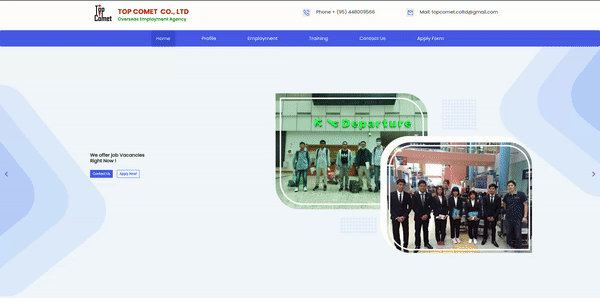 Top
Comet
TOP COMET CO., LTD
Overseas Employment Agency
Phone + (95) 448009566
Mail: topcomet.coltd@gmail.com
Home
Profile
Employment
Training
Contact Us
Apply Form
Departure
We offer Job Vacancies
Right Now !
Contact Us
Apply Now!